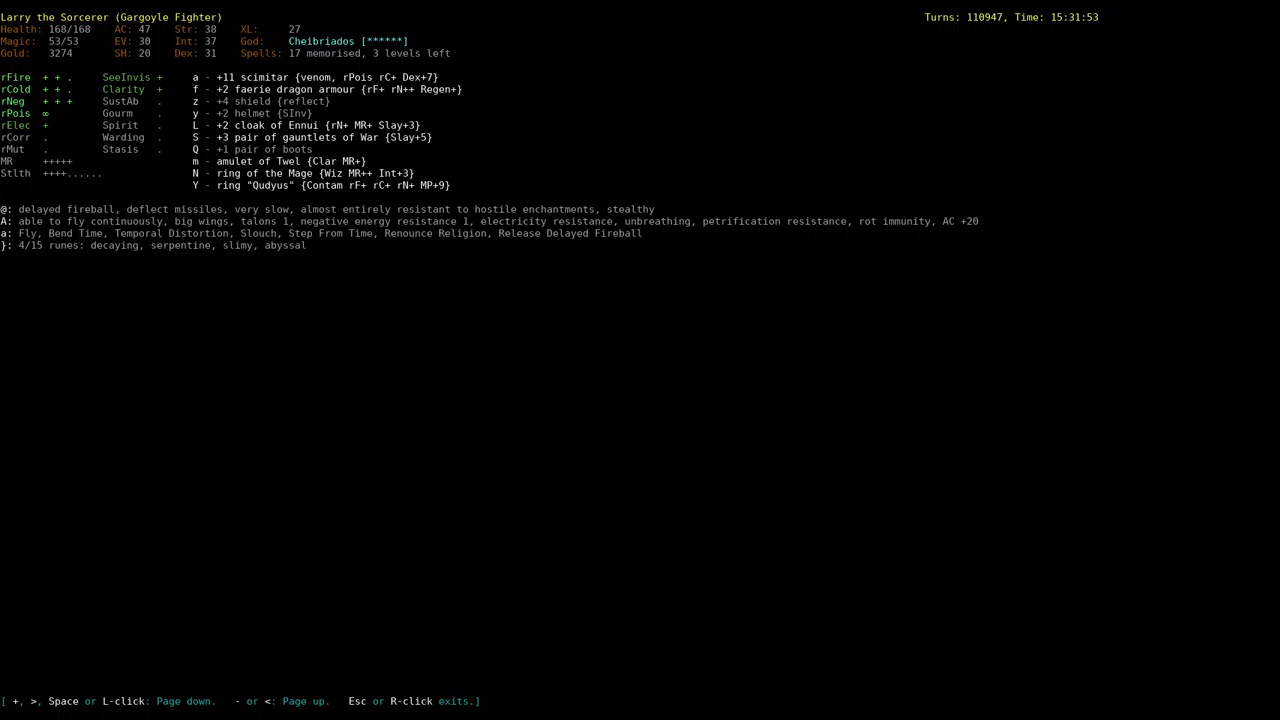 Larry the Sorcerer (Gargoyle Fighter) Turns: 110947, Time: 15:31:53
Health: 168/168 AC: 47 Str: 38 XL: 27
Magic: 53/53 EV: 30 Int: 37 God: Cheibriados [******]
Gold: 3274 SH: 20 Dex: 31 Spells: 17 memorised, 3 levels left
rFire + + . SeeInvis + a - +11 scimitar {venom, rPois rC+ Dex+7}
rCold + + . Clarity + f - +2 faerie dragon armour {rF+ rN++ Regen+}
rNeg + + + SustAb . z - +4 shield {reflect}
rPois ∞ Gourm . y - +2 helmet {SInv}
rElec + Spirit . L - +2 cloak of Ennui {rN+ MR+ Slay+3}
rCorr . Warding . S - +3 pair of gauntlets of War {Slay+5}
rMut . Stasis . Q - +1 pair of boots
MR +++++ m - amulet of Twel {Clar MR+}
Stlth ++++...... N - ring of the Mage {Wiz MR++ Int+3}
Y - ring "Qudyus" {Contam rF+ rC+ rN+ MP+9}
@: delayed fireball, deflect missiles, very slow, almost entirely resistant to hostile enchantments, stealthy
A: able to fly continuously, big wings, talons 1, negative energy resistance 1, electricity resistance, unbreathing, petrification resistance, rot immunity, AC +20
a: Fly, Bend Time, Temporal Distortion, Slouch, Step From Time, Renounce Religion, Release Delayed Fireball
}: 4/15 runes: decaying, serpentine, slimy, abyssal
[ +, >, Space or L-click: Page down. - or <: Page up. Esc or R-click exits.]